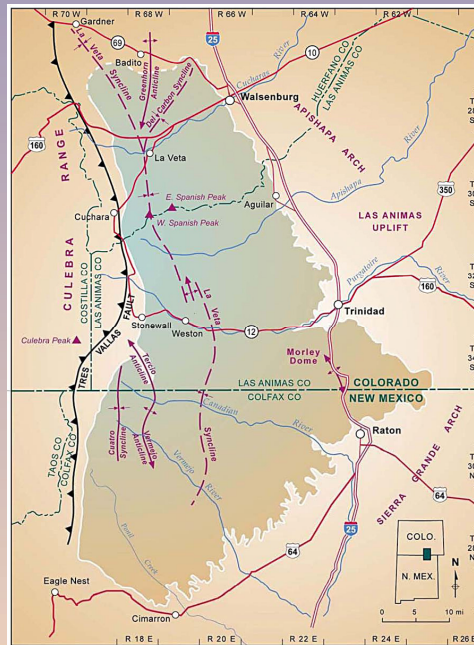 R 70 W
R 68 W
R 66 W
R 64 W
R 62 W
Gardner
69
Badito
25
River
10
La Veta
Syncline
Greenhorn
Anticline
Del Carbon Syncline
Cucharas
Walsenburg
HUERFANO CO
LAS ANIMAS CO
160
RANGE
La Veta
APISHAPA ARCH
River
Apishapa
350
E. Spanish Peak
Aguilar
Cuchara
W. Spanish Peak
LAS ANIMAS
UPLIFT
CULEBRA
COSTILLA CO
LAS ANIMAS CO
La Veta
Purgatoire
River
160
Trinidad
Stonewall
Weston
12
Culebra Peak
TRES VALLAS FAULT
Tercio
Anticline
Morley
Dome
LAS ANIMAS CO
COLFAX CO
COLORADO
NEW MEXICO
Canadian
River
Cuatro
Syncline
Vermejo
Anticline
Syncline
Raton
TAOS CO
COLFAX CO
Vermejo
River
SIERRA GRANDE ARCH
64
Ponil
Creek
25
COLO.
N. MEX.
N
64
Eagle Nest
0 5 10 mi
Cimarron
R 18 E
R 20 E
R 22 E
R 24 E
R 26 E